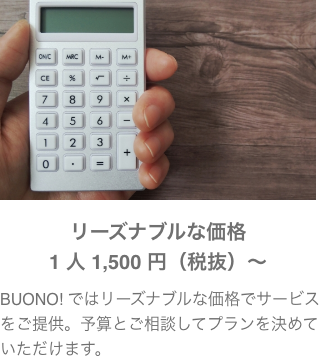 ON/C MRC M- M+
CE % √ ÷
7 8 9 ×
4 5 6 −
1 2 3 +
0 · =
リーズナブルな価格
1 人 1,500 円（税抜）～
BUONO! ではリーズナブルな価格でサービス
をご提供。予算とご相談してプランを決めて
いただけます。